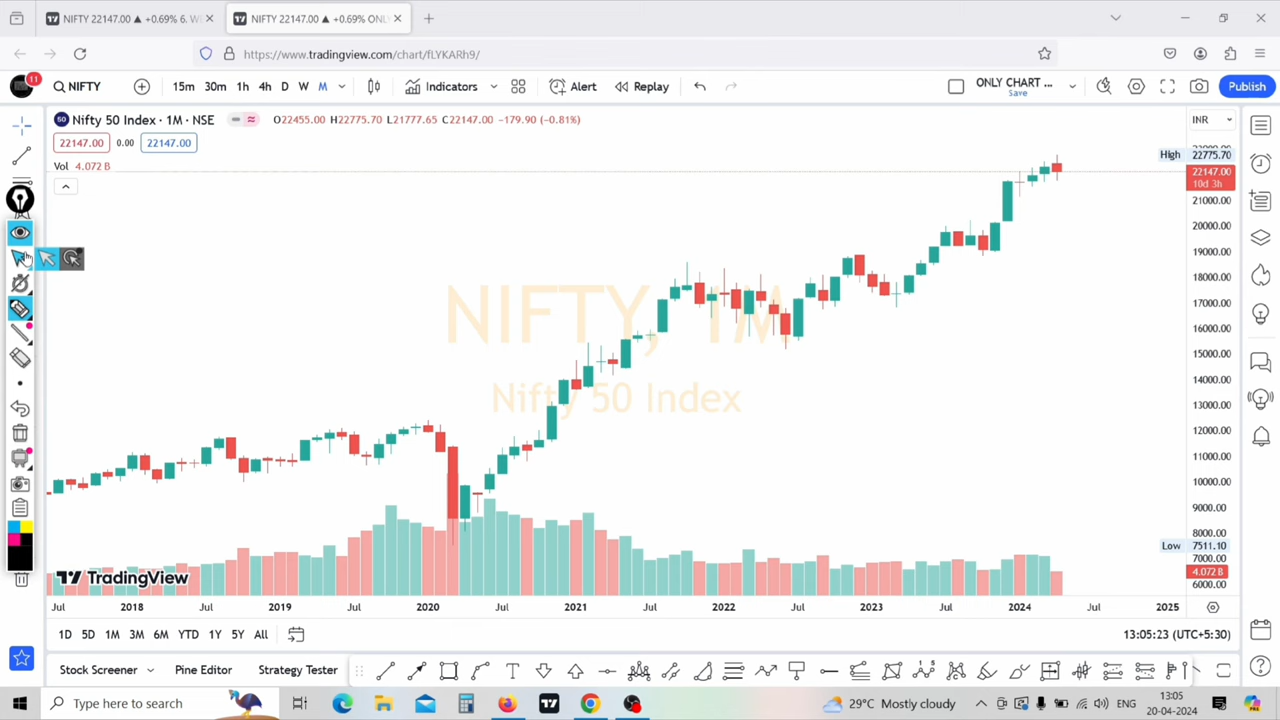 NIFTY 22147.00 ▲ +0.69% 6. W
NIFTY 22147.00 ▲ +0.69% ONL
https://www.tradingview.com/chart/fLYKARh9/
11
NIFTY
15m 30m 1h 4h D W M
Indicators
Alert
Replay
ONLY CHART ...
Save
Publish
50 Nifty 50 Index · 1M · NSE
O22455.00 H22775.70 L21777.65 C22147.00 −179.90 (−0.81%)
INR
22147.00 0.00 22147.00
Vol 4.072 B
High 22775.70
22147.00
10d 3h
21000.00
20000.00
19000.00
18000.00
17000.00
16000.00
15000.00
14000.00
13000.00
12000.00
11000.00
10000.00
9000.00
8000.00
Low 7511.10
7000.00
4.072 B
6000.00
NIFTY, 1M
Nifty 50 Index
TradingView
Jul 2018 Jul 2019 Jul 2020 Jul 2021 Jul 2022 Jul 2023 Jul 2024 Jul 2025
1D 5D 1M 3M 6M YTD 1Y 5Y All
13:05:23 (UTC+5:30)
Stock Screener Pine Editor Strategy Tester
Type here to search
29°C Mostly cloudy
ENG
13:05
20-04-2024